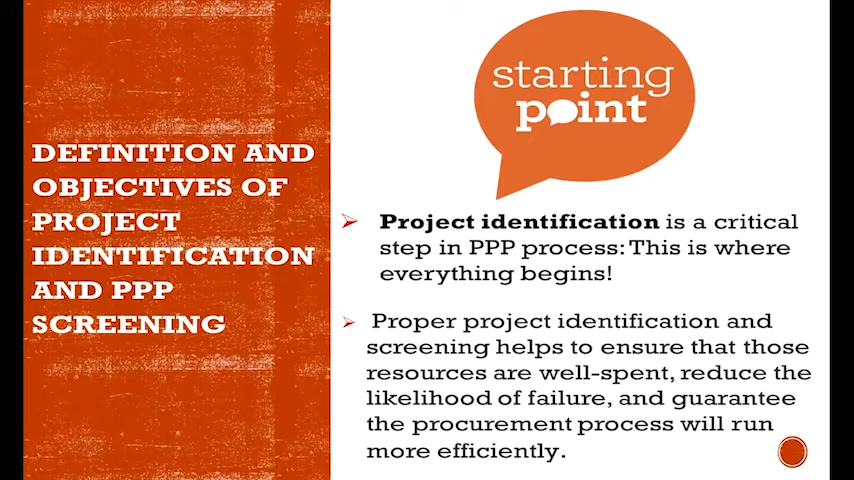 DEFINITION AND
OBJECTIVES OF
PROJECT
IDENTIFICATION
AND PPP
SCREENING
starting
point
Project identification is a critical
step in PPP process: This is where
everything begins!
Proper project identification and
screening helps to ensure that those
resources are well-spent, reduce the
likelihood of failure, and guarantee
the procurement process will run
more efficiently.